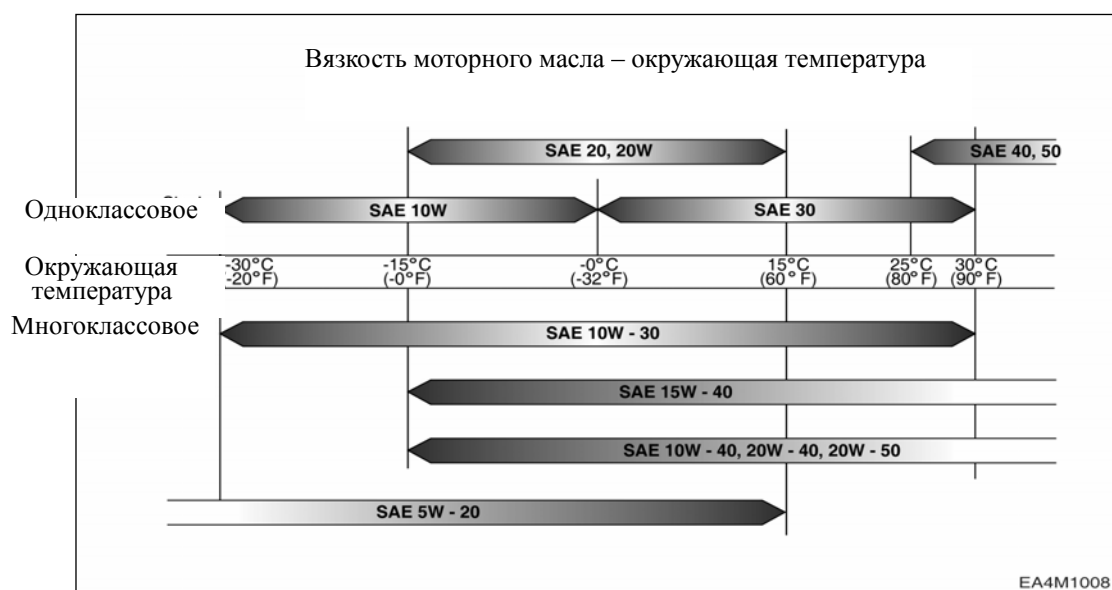 Вязкость моторного масла – окружающая температура
SAE 20, 20W
SAE 40, 50
Одноклассовое
SAE 10W
SAE 30
Окружающая
температура
-30°C
(-20°F)
-15°C
(-0°F)
-0°C
(-32°F)
15°C
(60°F)
25°C
(80°F)
30°C
(90°F)
Многоклассовое
SAE 10W - 30
SAE 15W - 40
SAE 10W - 40, 20W - 40, 20W - 50
SAE 5W - 20
EA4M1008